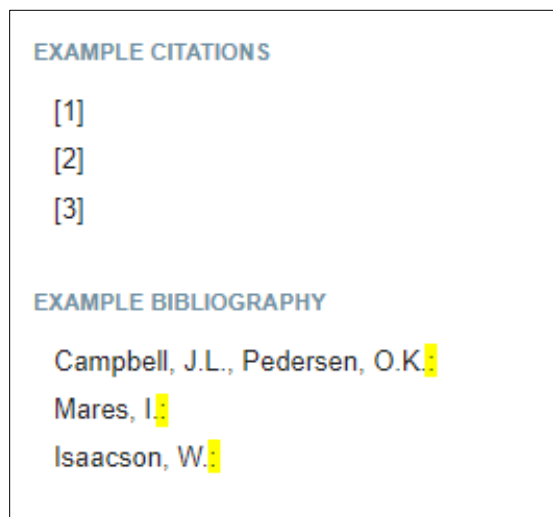 EXAMPLE CITATIONS
[1]
[2]
[3]
EXAMPLE BIBLIOGRAPHY
Campbell, J.L., Pedersen, O.K.:
Mares, I.:
Isaacson, W.: